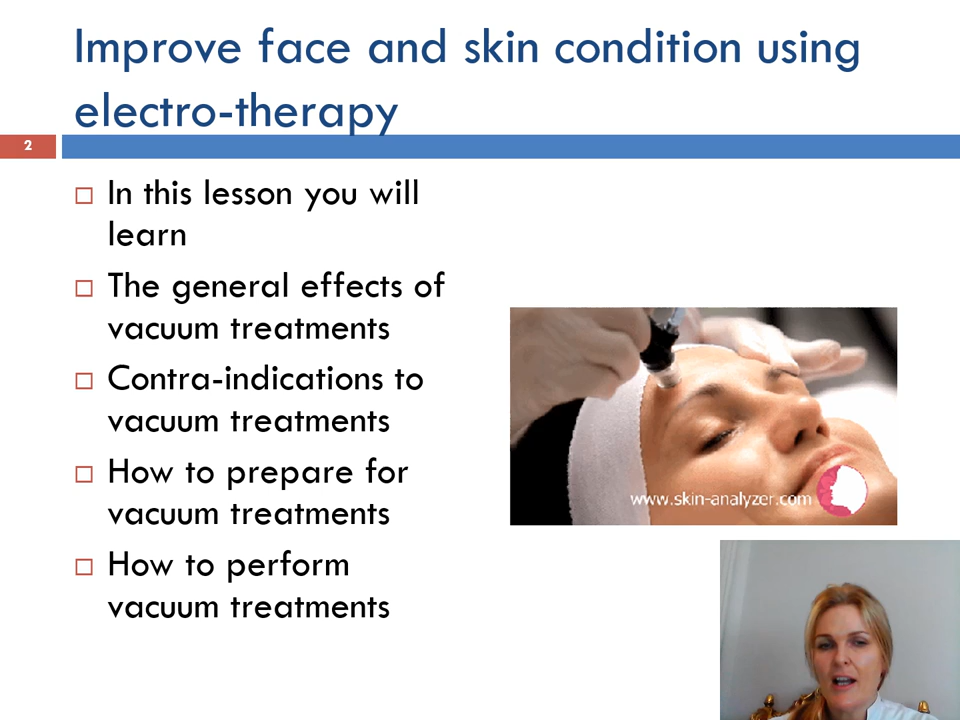 Improve face and skin condition using
electro-therapy
2
In this lesson you will
learn
The general effects of
vacuum treatments
Contra-indications to
vacuum treatments
How to prepare for
vacuum treatments
How to perform
vacuum treatments
www.skin-analyzer.com